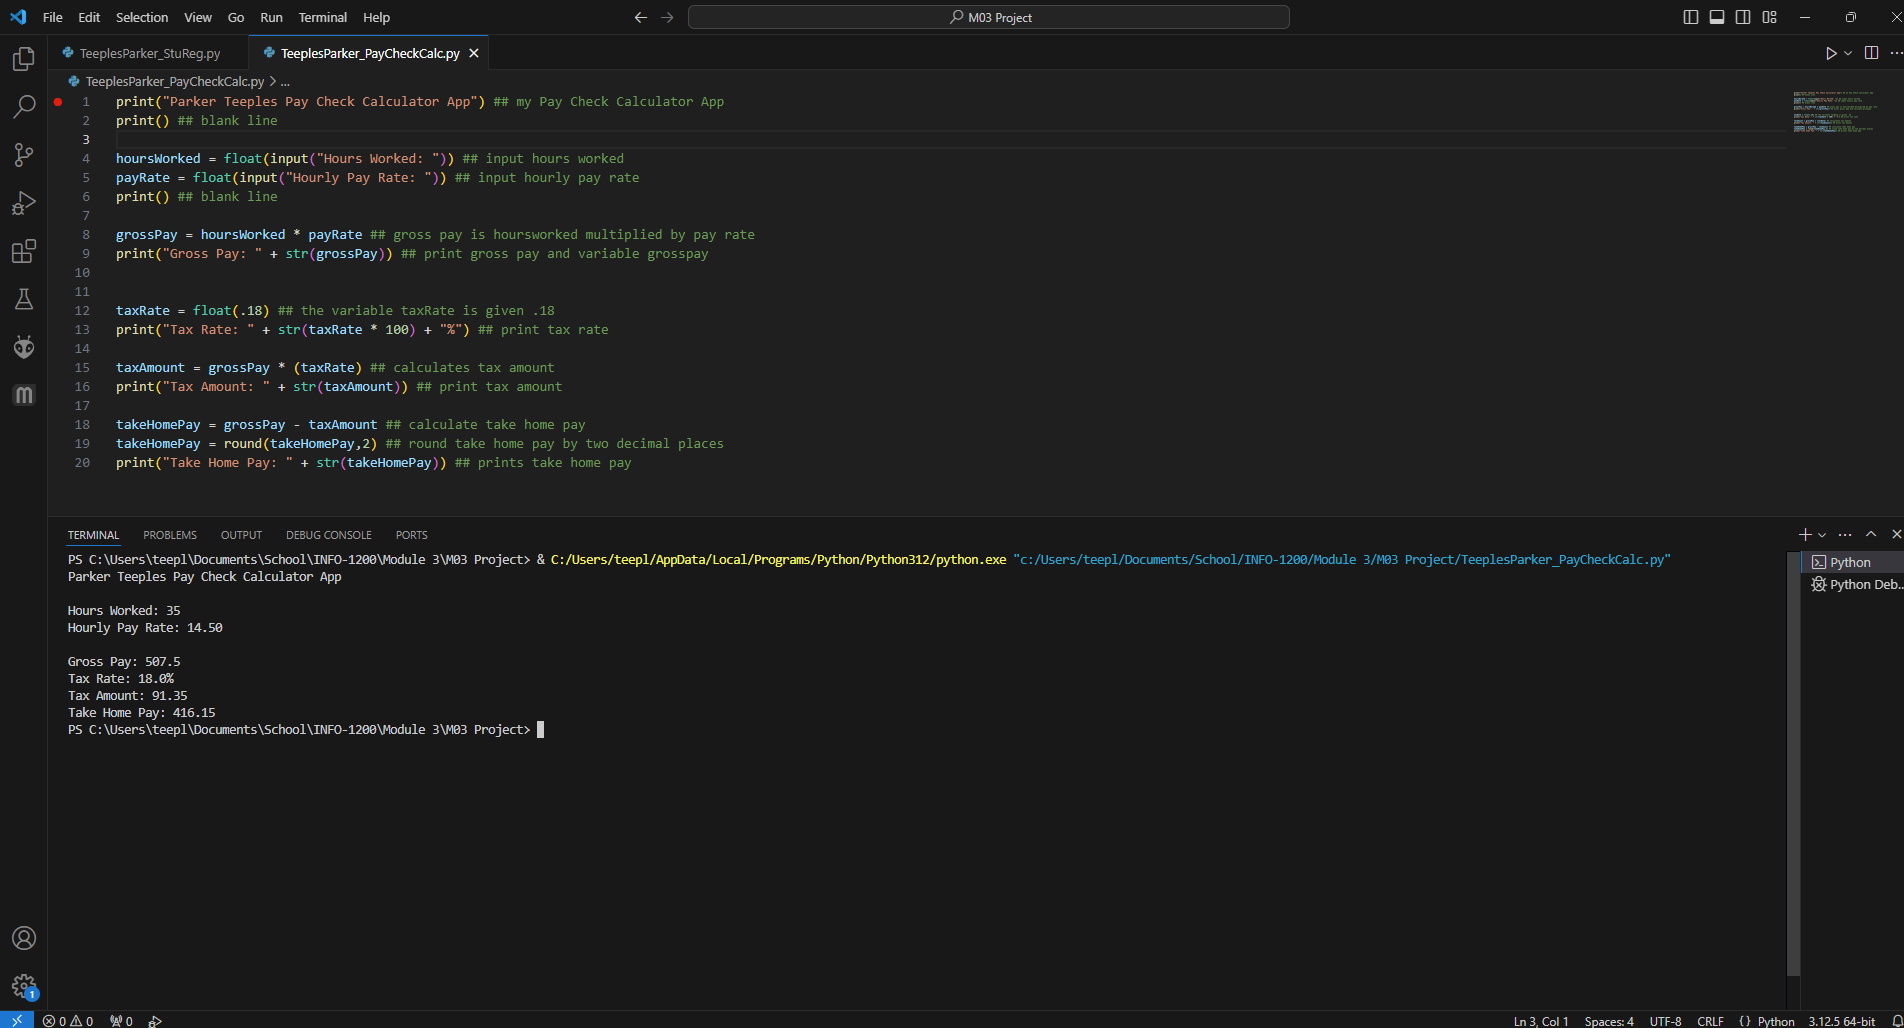 File Edit Selection View Go Run Terminal Help
M03 Project
TeeplesParker_StuReg.py
TeeplesParker_PayCheckCalc.py
TeeplesParker_PayCheckCalc.py > ...
1 print("Parker Teeples Pay Check Calculator App") ## my Pay Check Calculator App
2 print() ## blank line
3
4 hoursWorked = float(input("Hours Worked: ")) ## input hours worked
5 payRate = float(input("Hourly Pay Rate: ")) ## input hourly pay rate
6 print() ## blank line
7
8 grossPay = hoursWorked * payRate ## gross pay is hoursworked multiplied by pay rate
9 print("Gross Pay: " + str(grossPay)) ## print gross pay and variable grosspay
10
11
12 taxRate = float(.18) ## the variable taxRate is given .18
13 print("Tax Rate: " + str(taxRate * 100) + "%") ## print tax rate
14
15 taxAmount = grossPay * (taxRate) ## calculates tax amount
16 print("Tax Amount: " + str(taxAmount)) ## print tax amount
17
18 takeHomePay = grossPay - taxAmount ## calculate take home pay
19 takeHomePay = round(takeHomePay,2) ## round take home pay by two decimal places
20 print("Take Home Pay: " + str(takeHomePay)) ## prints take home pay
TERMINAL PROBLEMS OUTPUT DEBUG CONSOLE PORTS
PS C:\Users\teepl\Documents\School\INFO-1200\Module 3\M03 Project> & C:/Users/teepl/AppData/Local/Programs/Python/Python312/python.exe "c:/Users/teepl/Documents/School/INFO-1200/Module 3/M03 Project/TeeplesParker_PayCheckCalc.py"
Parker Teeples Pay Check Calculator App
Hours Worked: 35
Hourly Pay Rate: 14.50
Gross Pay: 507.5
Tax Rate: 18.0%
Tax Amount: 91.35
Take Home Pay: 416.15
PS C:\Users\teepl\Documents\School\INFO-1200\Module 3\M03 Project>
Python
Python Deb...
m
1
0 0 0
Ln 3, Col 1 Spaces: 4 UTF-8 CRLF {} Python 3.12.5 64-bit